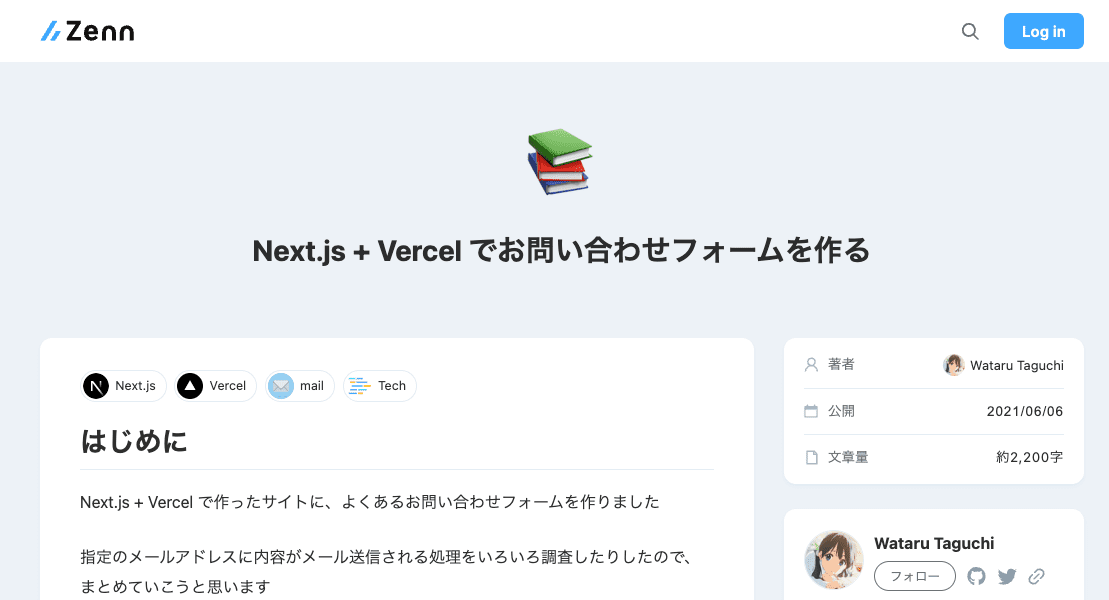 Zenn
Log in
Next.js + Vercel でお問い合わせフォームを作る
Next.js
Vercel
mail
Tech
はじめに
Next.js + Vercel で作ったサイトに、よくあるお問い合わせフォームを作りました
指定のメールアドレスに内容がメール送信される処理をいろいろ調査したりしたので、
まとめていこうと思います
著者
Wataru Taguchi
公開
2021/06/06
文章量
約2,200字
Wataru Taguchi
フォロー